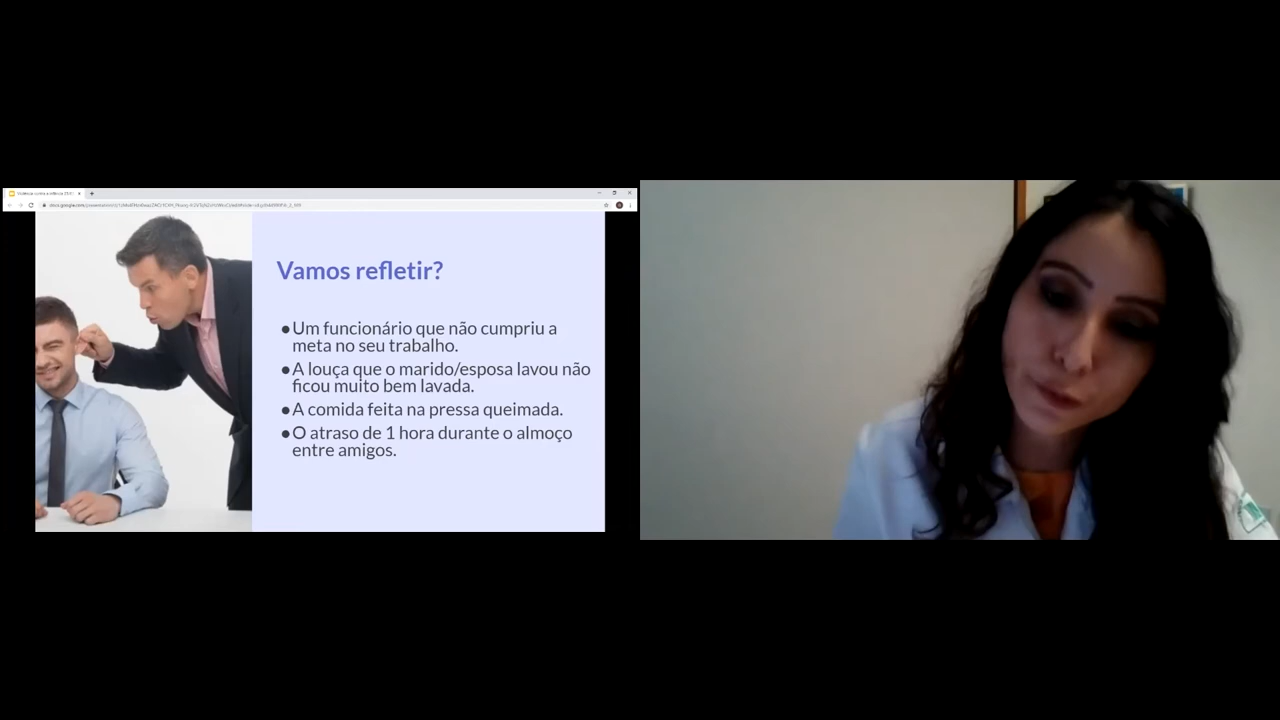 Vamos refletir?
●Um funcionário que não cumpriu a
meta no seu trabalho.
●A louça que o marido/esposa lavou não
ficou muito bem lavada.
●A comida feita na pressa queimada.
●O atraso de 1 hora durante o almoço
entre amigos.